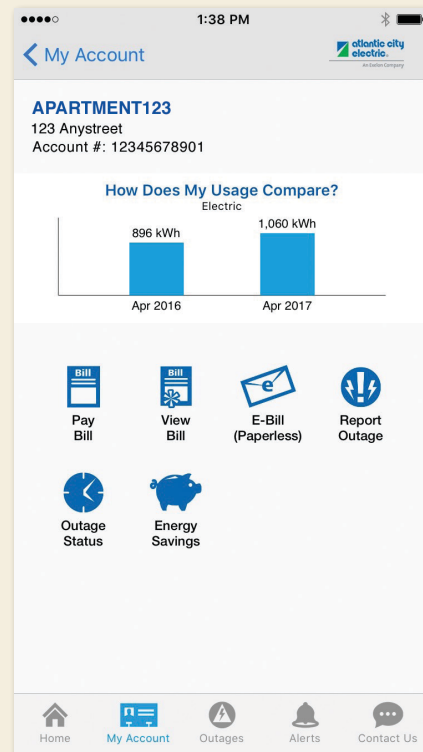 1:38 PM
My Account
atlantic city
electric®
An Exelon Company
APARTMENT123
123 Anystreet
Account #: 12345678901
How Does My Usage Compare?
Electric
896 kWh
1,060 kWh
Apr 2016
Apr 2017
Bill
Bill
e
Pay
Bill
View
Bill
E-Bill
(Paperless)
Report
Outage
Outage
Status
Energy
Savings
Home
My Account
Outages
Alerts
Contact Us